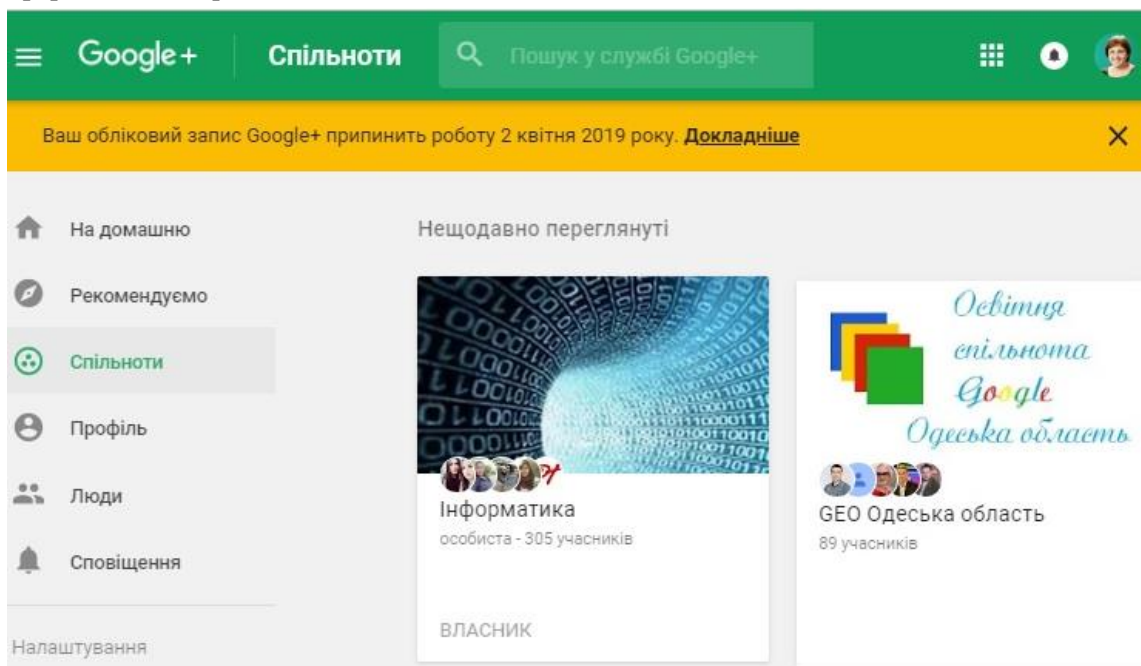 Google+
Спільноти
Пошук у службі Google+
Ваш обліковий запис Google+ припинить роботу 2 квітня 2019 року. Докладніше
На домашню
Рекомендуємо
Спільноти
Профіль
Люди
Сповіщення
Налаштування
Нещодавно переглянуті
Інформатика
особиста - 305 учасників
ВЛАСНИК
Освітня
спільнота
Google
Одеська область
GEO Одеська область
89 учасників